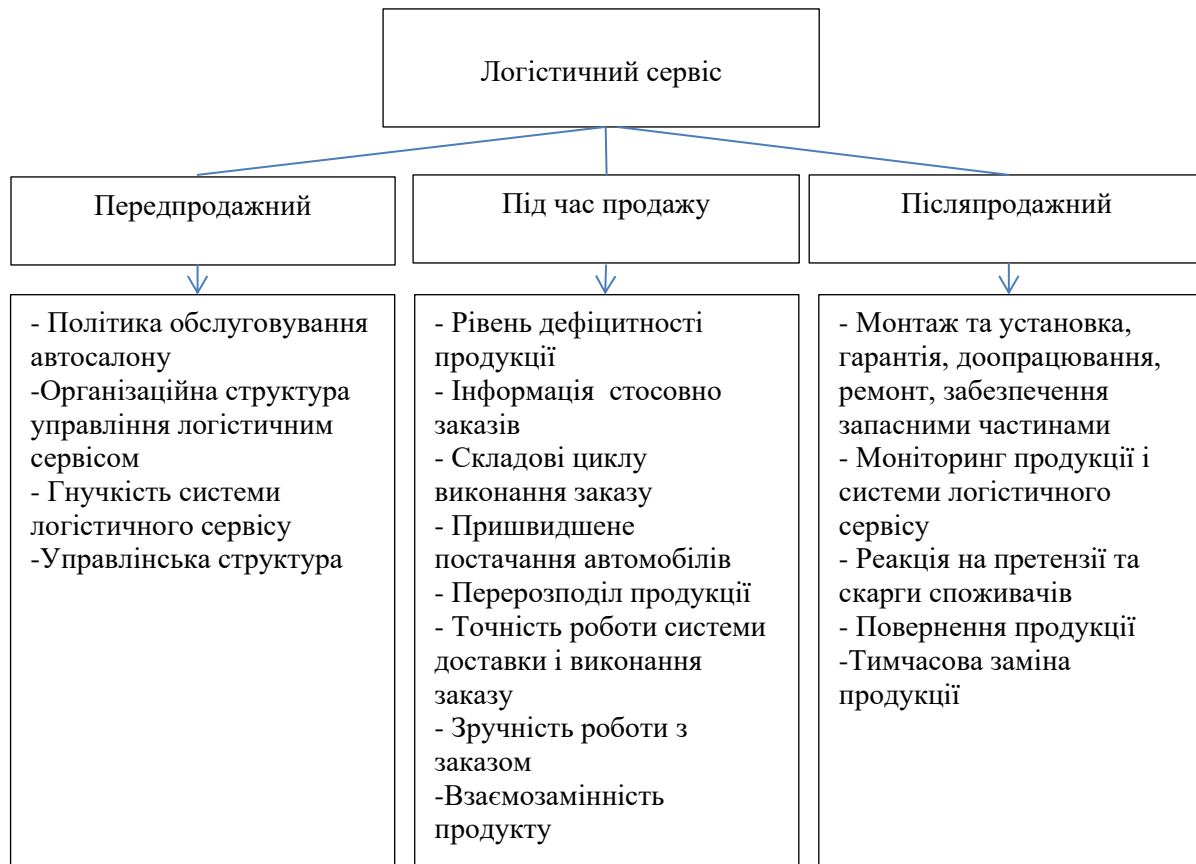 Логістичний сервіс
Передпродажний
Під час продажу
Післяпродажний
- Політика обслуговування
автосалону
-Організаційна структура
управління логістичним
сервісом
- Гнучкість системи
логістичного сервісу
-Управлінська структура
- Рівень дефіцитності
продукції
- Інформація  стосовно
заказів
- Складові циклу
виконання заказу
- Пришвидшене
постачання автомобілів
- Перерозподіл продукції
- Точність роботи системи
доставки і виконання
заказу
- Зручність роботи з
заказом
-Взаємозамінність
продукту
- Монтаж та установка,
гарантія, доопрацювання,
ремонт, забезпечення
запасними частинами
- Моніторинг продукції і
системи логістичного
сервісу
- Реакція на претензії та
скарги споживачів
- Повернення продукції
-Тимчасова заміна
продукції